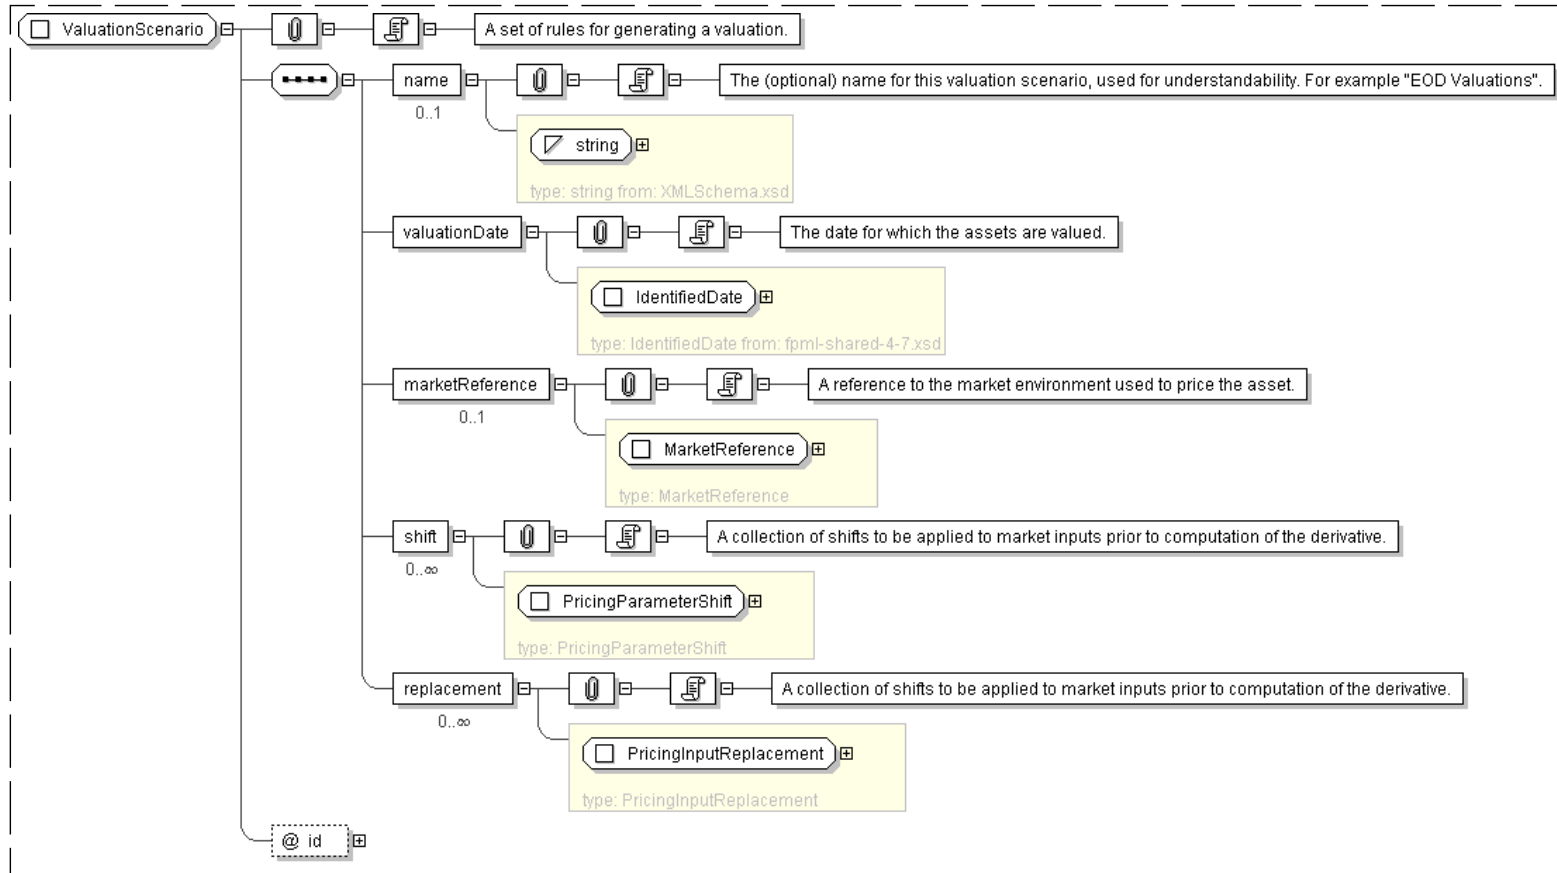 ValuationScenario
A set of rules for generating a valuation.
name
The (optional) name for this valuation scenario, used for understandability. For example "EOD Valuations".
0..1
string
type: string from: XMLSchema.xsd
valuationDate
The date for which the assets are valued.
IdentifiedDate
type: IdentifiedDate from: fpml-shared-4-7.xsd
marketReference
A reference to the market environment used to price the asset.
0..1
MarketReference
type: MarketReference
shift
A collection of shifts to be applied to market inputs prior to computation of the derivative.
0..∞
PricingParameterShift
type: PricingParameterShift
replacement
A collection of shifts to be applied to market inputs prior to computation of the derivative.
0..∞
PricingInputReplacement
type: PricingInputReplacement
@ id